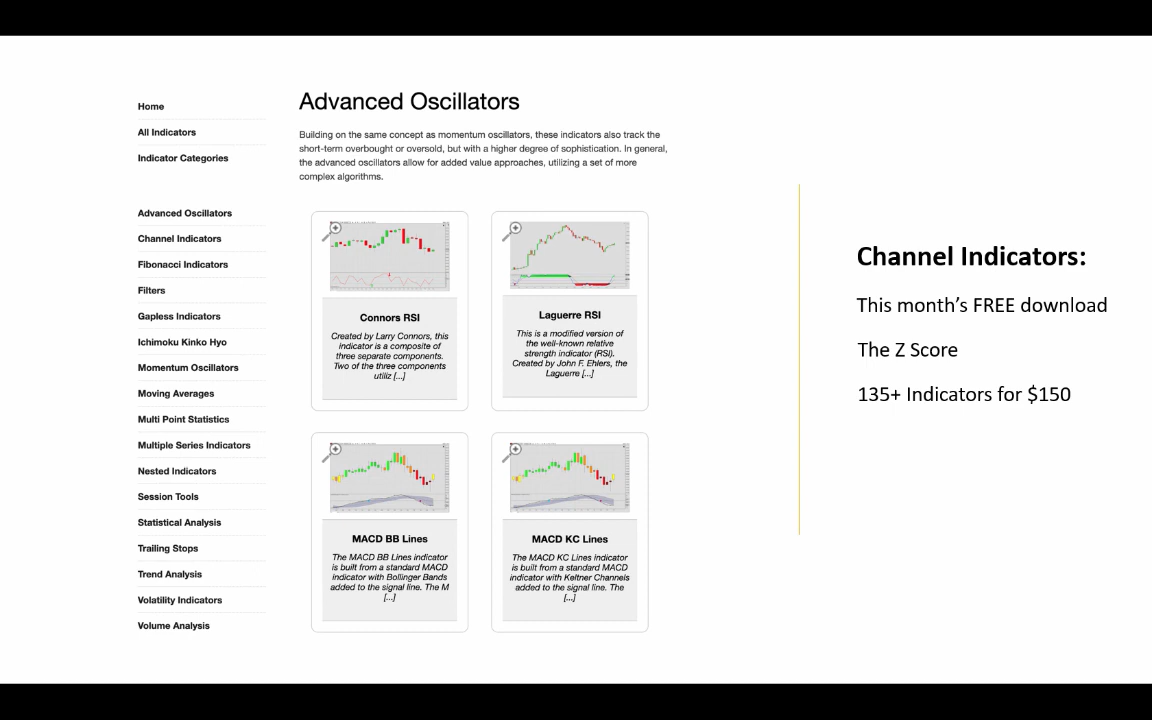 Home
All Indicators
Indicator Categories
Advanced Oscillators
Channel Indicators
Fibonacci Indicators
Filters
Gapless Indicators
Ichimoku Kinko Hyo
Momentum Oscillators
Moving Averages
Multi Point Statistics
Multiple Series Indicators
Nested Indicators
Session Tools
Statistical Analysis
Trailing Stops
Trend Analysis
Volatility Indicators
Volume Analysis
Advanced Oscillators
Building on the same concept as momentum oscillators, these indicators also track the
short-term overbought or oversold, but with a higher degree of sophistication. In general,
the advanced oscillators allow for added value approaches, utilizing a set of more
complex algorithms.
Connors RSI
Created by Larry Connors, this
indicator is a composite of
three separate components.
Two of the three components
utiliz [...]
Laguerre RSI
This is a modified version of
the well-known relative
strength indicator (RSI).
Created by John F. Ehlers, the
Laguerre [...]
MACD BB Lines
The MACD BB Lines indicator
is built from a standard MACD
indicator with Bollinger Bands
added to the signal line. The M
[...]
MACD KC Lines
The MACD KC Lines indicator
is built from a standard MACD
indicator with Keltner Channels
added to the signal line. The
[...]
Channel Indicators:
This month's FREE download
The Z Score
135+ Indicators for $150